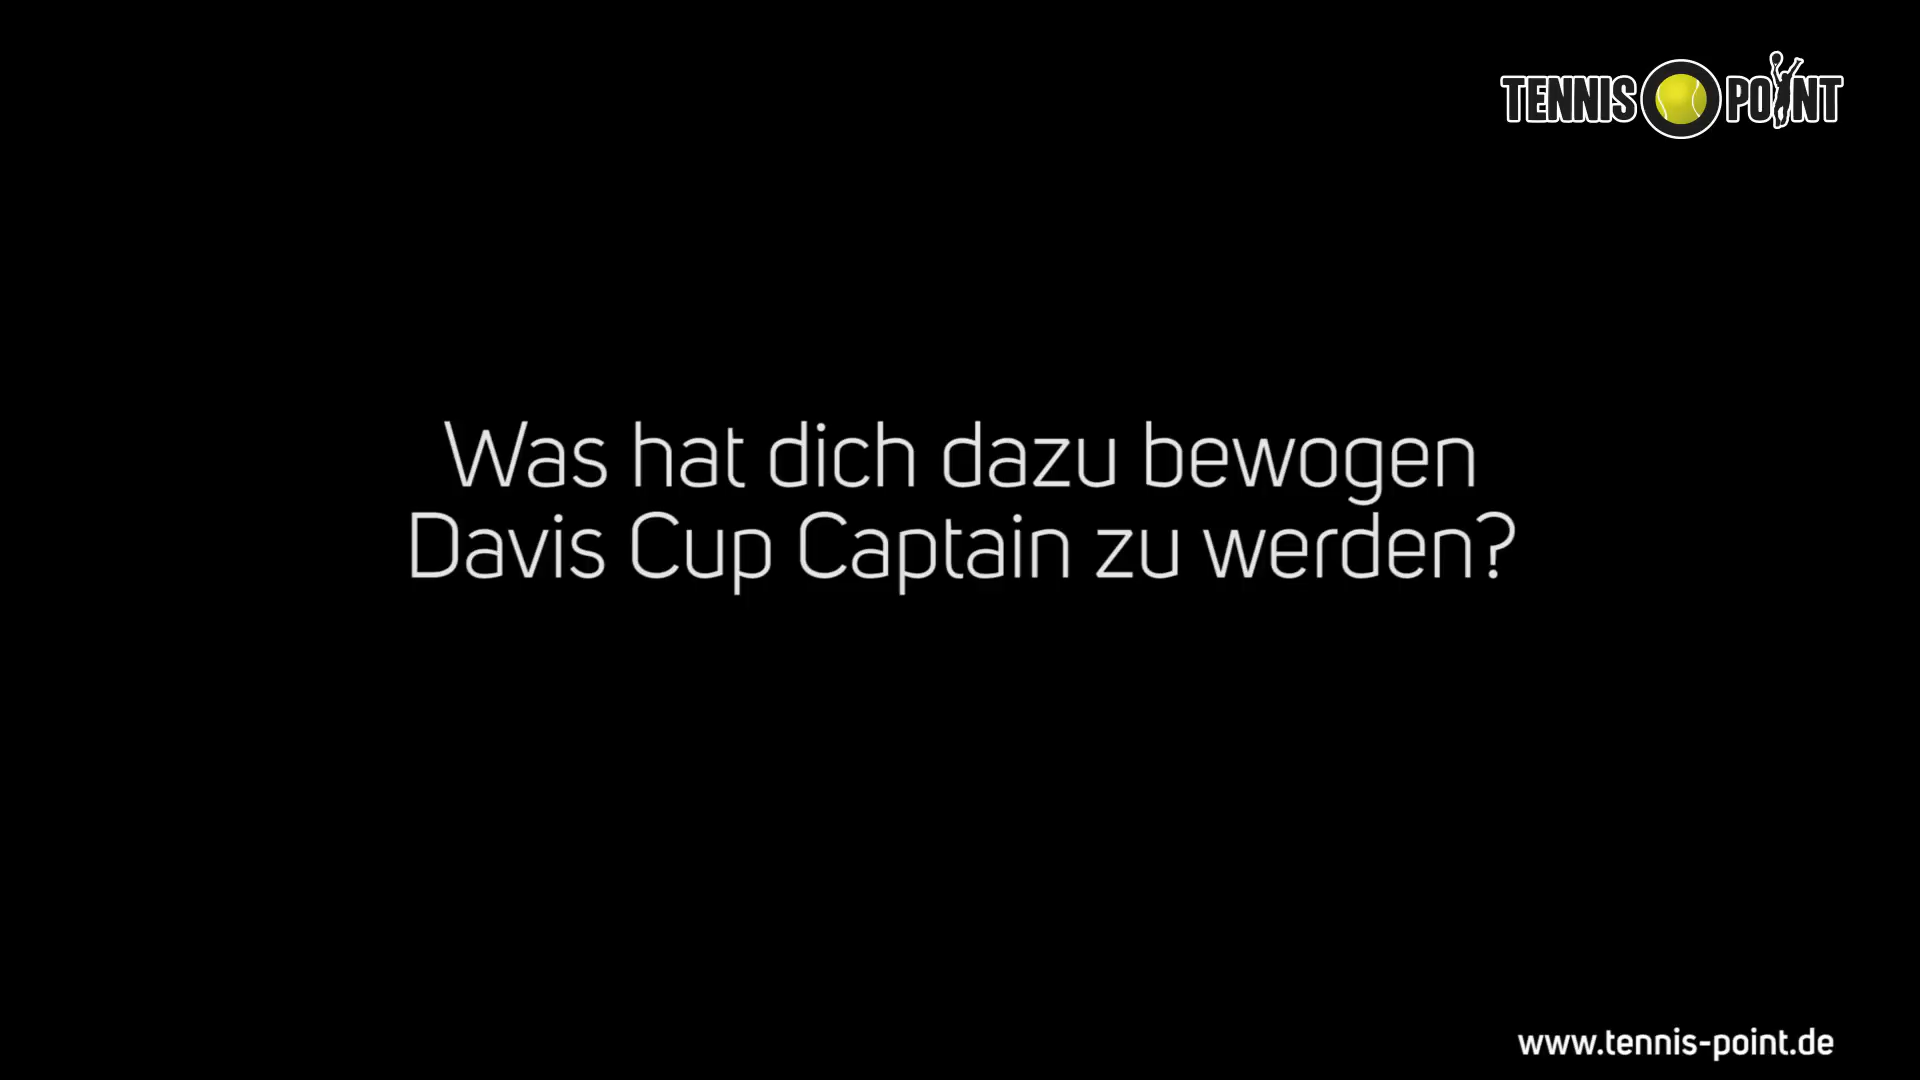 TENNIS POINT
Was hat dich dazu bewogen
Davis Cup Captain zu werden?
www.tennis-point.de